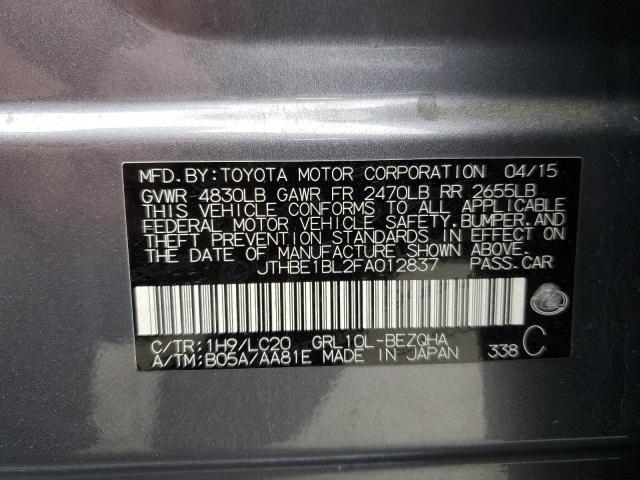 MFD.BY:TOYOTA MOTOR CORPORATION 04/15
GVWR 4830LB GAWR FR 2470LB RR 2655LB
THIS VEHICLE CONFORMS TO ALL APPLICABLE
FEDERAL MOTOR VEHICLE SAFETY,BUMPER,AND
THEFT PREVENTION STANDARDS IN EFFECT ON
THE DATE OF MANUFACTURE SHOWN ABOVE.
JTHBE1BL2FA012837 PASS.CAR
C/TR:1H9/LC20 GRL10L-BEZQHA
A/TM:B05A/AA81E MADE IN JAPAN 338 C